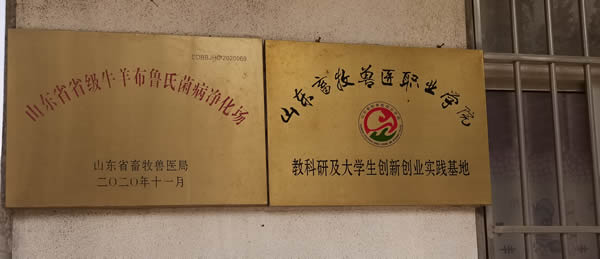 山东省省级牛羊布鲁氏菌病净化场
山东省畜牧兽医局
二〇二〇年十一月
山东畜牧兽医职业学院
教科研及大学生创新创业实践基地